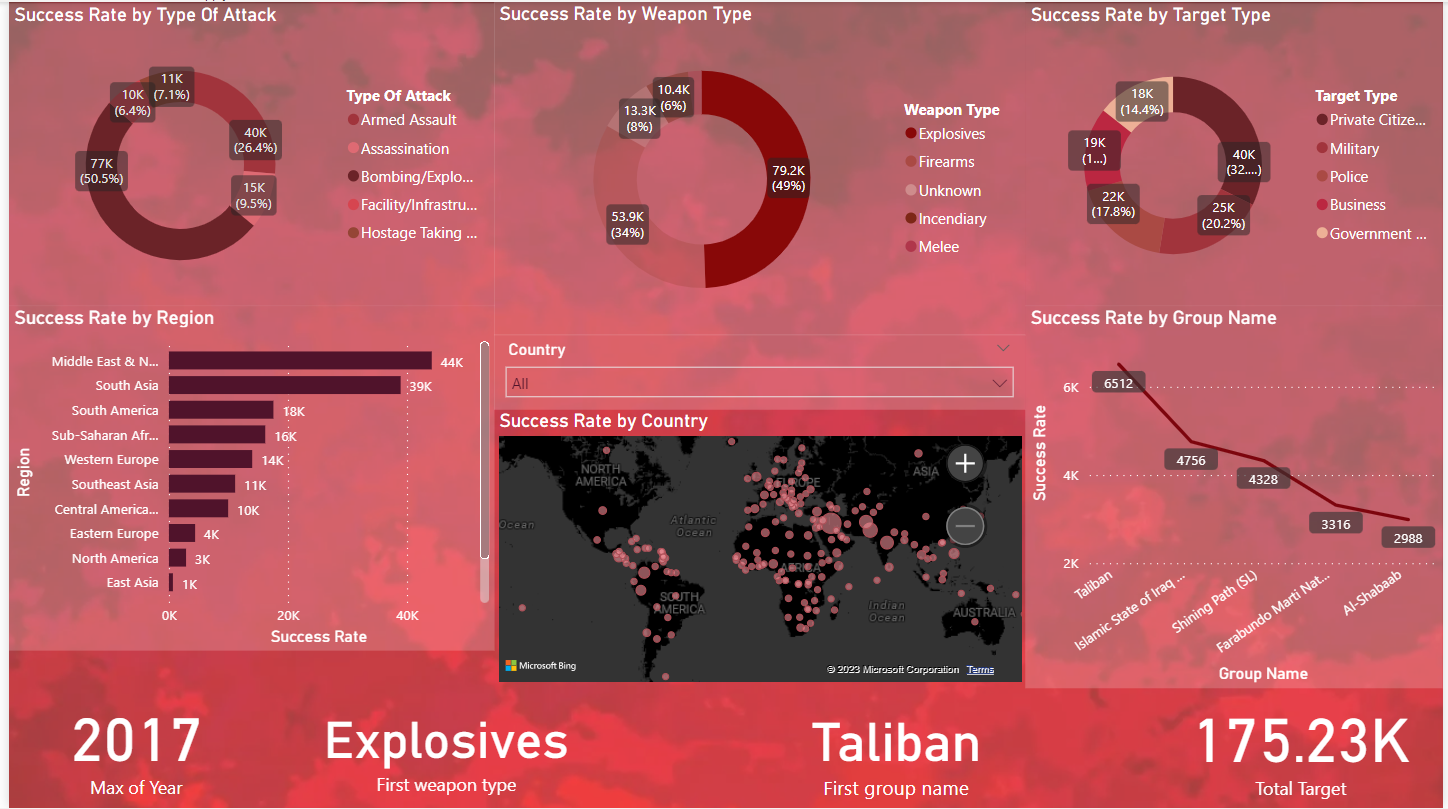 Success Rate by Type Of Attack
11K
(7.1%)
10K
(6.4%)
40K
(26.4%)
77K
(50.5%)
15K
(9.5%)
Type Of Attack
Armed Assault
Assassination
Bombing/Explo...
Facility/Infrastru...
Hostage Taking ...
Success Rate by Weapon Type
10.4K
(6%)
13.3K
(8%)
79.2K
(49%)
53.9K
(34%)
Weapon Type
Explosives
Firearms
Unknown
Incendiary
Melee
Success Rate by Target Type
18K
(14.4%)
19K
(1...)
40K
(32....)
22K
(17.8%)
25K
(20.2%)
Target Type
Private Citize...
Military
Police
Business
Government ...
Success Rate by Region
Region
Middle East & N... 44K
South Asia 39K
South America 18K
Sub-Saharan Afr... 16K
Western Europe 14K
Southeast Asia 11K
Central America... 10K
Eastern Europe 4K
North America 3K
East Asia 1K
0K 20K 40K
Success Rate
Country
All
Success Rate by Country
NORTH
AMERICA
ASIA
EUROPE
Ocean
Atlantic
Ocean
AFRICA
SOUTH
AMERICA
Indian
Ocean
AUSTRALIA
Microsoft Bing
© 2023 Microsoft Corporation Terms
Success Rate by Group Name
Success Rate
6K
4K
2K
6512
4756
4328
3316
2988
Taliban
Islamic State of Iraq ...
Shining Path (SL)
Farabundo Marti Nat...
Al-Shabaab
Group Name
2017
Max of Year
Explosives
First weapon type
Taliban
First group name
175.23K
Total Target